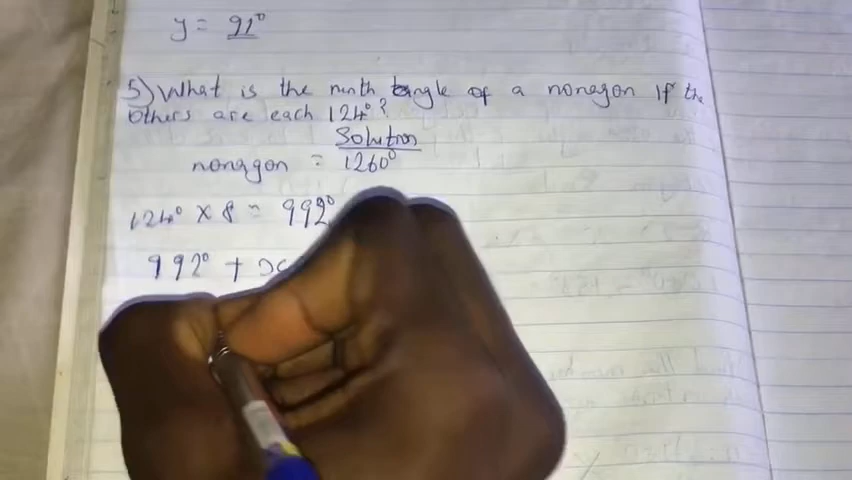 y = 91°
5) What is the ninth angle of a nonagon If the
others are each 124°?
Solution
nonagon = 1260°
124° × 8 = 992°
992° + x